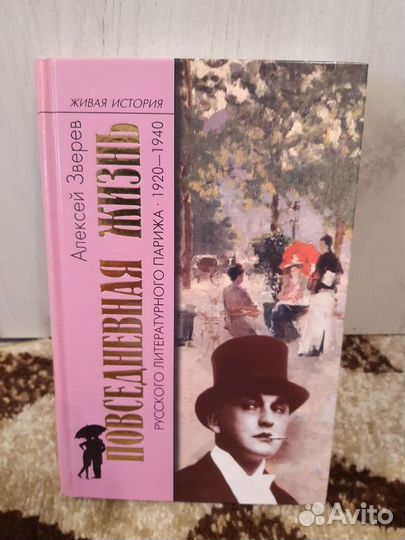 ЖИВАЯ ИСТОРИЯ
Алексей Зверев
ПОВСЕДНЕВНАЯ ЖИЗНЬ
РУССКОГО ЛИТЕРАТУРНОГО ПАРИЖА · 1920—1940
Avito